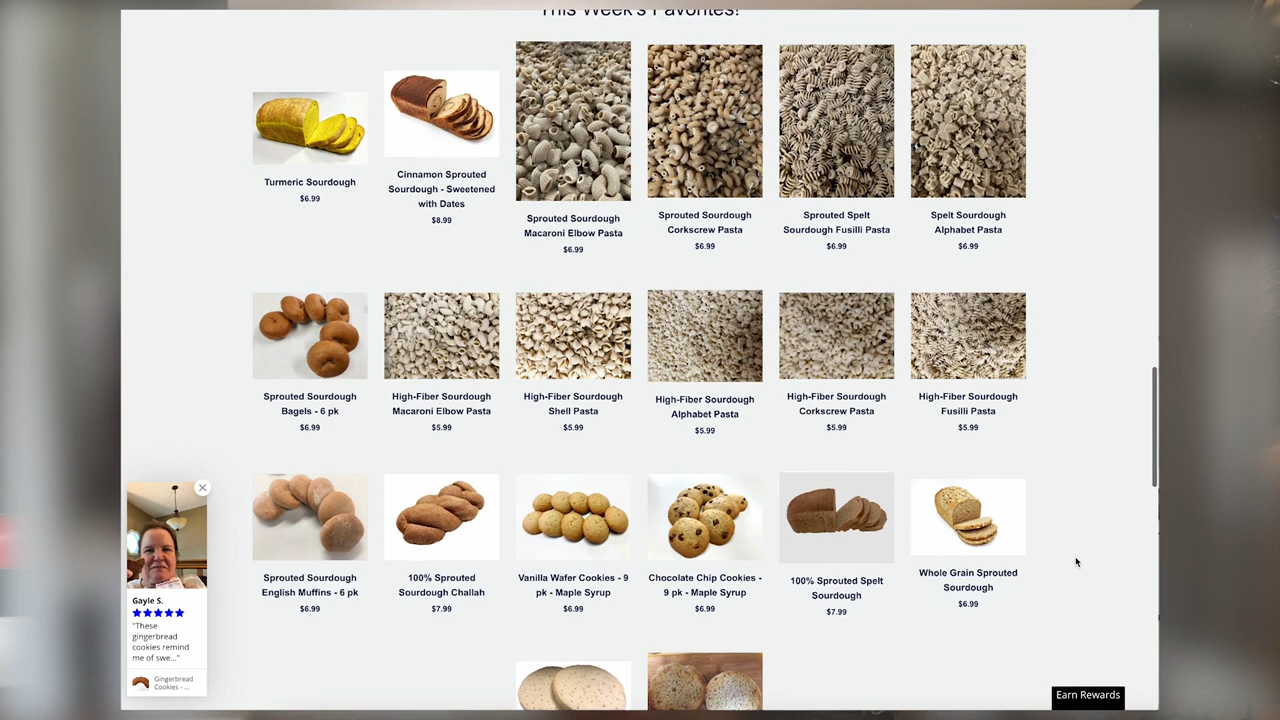 This Week's Favorites!
Turmeric Sourdough
$6.99
Cinnamon Sprouted
Sourdough - Sweetened
with Dates
$8.99
Sprouted Sourdough
Macaroni Elbow Pasta
$6.99
Sprouted Sourdough
Corkscrew Pasta
$6.99
Sprouted Spelt
Sourdough Fusilli Pasta
$6.99
Spelt Sourdough
Alphabet Pasta
$6.99
Sprouted Sourdough
Bagels - 6 pk
$6.99
High-Fiber Sourdough
Macaroni Elbow Pasta
$5.99
High-Fiber Sourdough
Shell Pasta
$5.99
High-Fiber Sourdough
Alphabet Pasta
$5.99
High-Fiber Sourdough
Corkscrew Pasta
$5.99
High-Fiber Sourdough
Fusilli Pasta
$5.99
Sprouted Sourdough
English Muffins - 6 pk
$6.99
100% Sprouted
Sourdough Challah
$7.99
Vanilla Wafer Cookies - 9
pk - Maple Syrup
$6.99
Chocolate Chip Cookies -
9 pk - Maple Syrup
$6.99
100% Sprouted Spelt
Sourdough
$7.99
Whole Grain Sprouted
Sourdough
$6.99
Gayle S.
"These
gingerbread
cookies remind
me of swe..."
Gingerbread
Cookies - ...
Earn Rewards